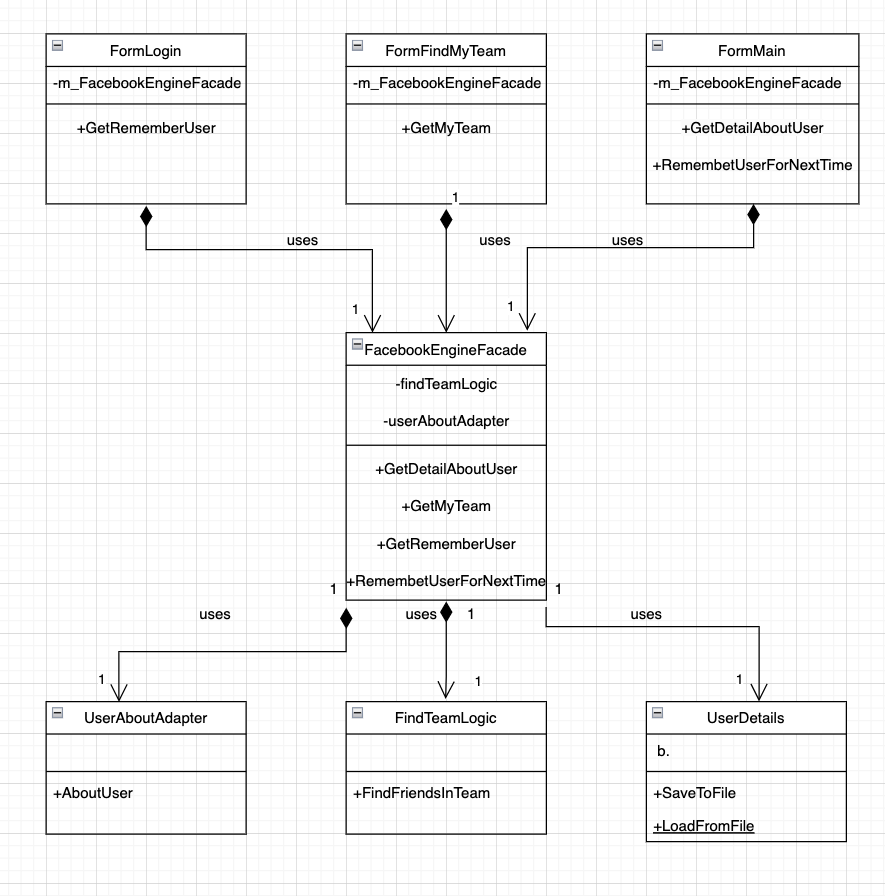 FormLogin
-m_FacebookEngineFacade
+GetRememberUser
FormFindMyTeam
-m_FacebookEngineFacade
+GetMyTeam
1
FormMain
-m_FacebookEngineFacade
+GetDetailAboutUser
+RemembetUserForNextTime
uses
uses
uses
1
1
FacebookEngineFacade
-findTeamLogic
-userAboutAdapter
+GetDetailAboutUser
+GetMyTeam
+GetRememberUser
+RemembetUserForNextTime
1
1
uses
uses
1
uses
1
1
1
UserAboutAdapter
+AboutUser
FindTeamLogic
+FindFriendsInTeam
UserDetails
b.
+SaveToFile
+LoadFromFile